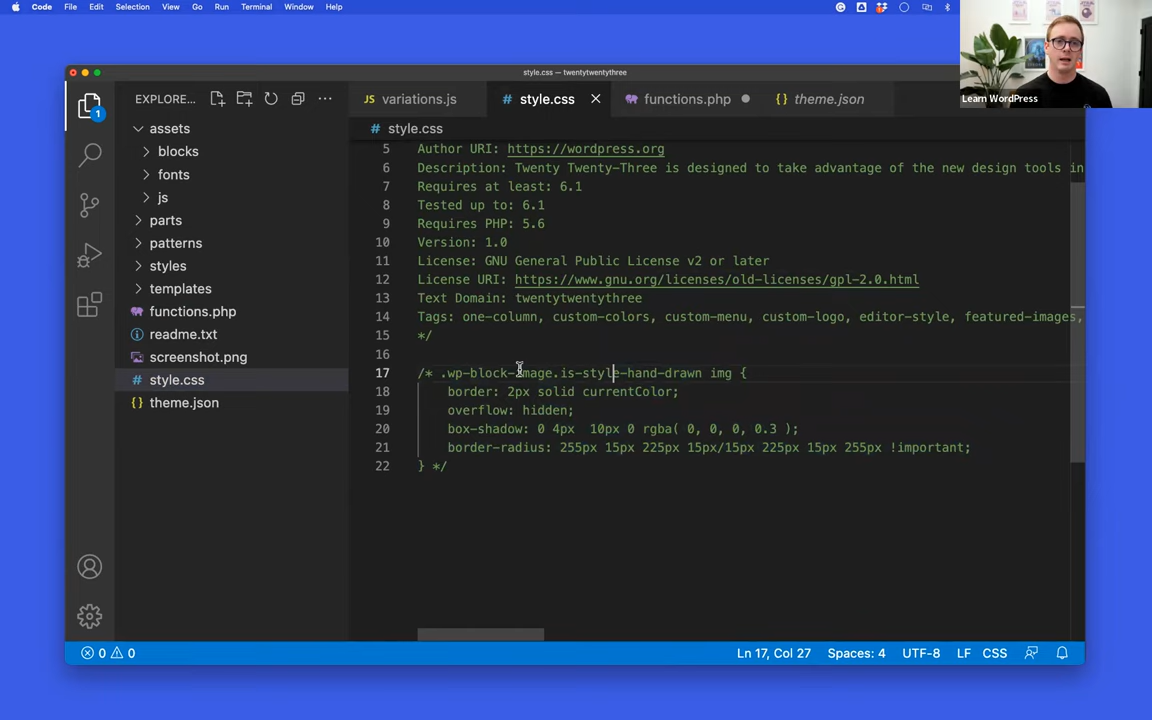 Code File Edit Selection View Go Run Terminal Window Help
Learn WordPress
style.css — twentytwentythree
EXPLORE...
variations.js
style.css
functions.php
theme.json
style.css
1
assets
blocks
fonts
js
parts
patterns
styles
templates
functions.php
readme.txt
screenshot.png
style.css
theme.json
5 Author URI: https://wordpress.org
6 Description: Twenty Twenty-Three is designed to take advantage of the new design tools in
7 Requires at least: 6.1
8 Tested up to: 6.1
9 Requires PHP: 5.6
10 Version: 1.0
11 License: GNU General Public License v2 or later
12 License URI: https://www.gnu.org/licenses/old-licenses/gpl-2.0.html
13 Text Domain: twentytwentythree
14 Tags: one-column, custom-colors, custom-menu, custom-logo, editor-style, featured-images,
15 */
16
17 /* .wp-block-image.is-style-hand-drawn img {
18 border: 2px solid currentColor;
19 overflow: hidden;
20 box-shadow: 0 4px  10px 0 rgba( 0, 0, 0, 0.3 );
21 border-radius: 255px 15px 225px 15px/15px 225px 15px 255px !important;
22 } */
0 0 Ln 17, Col 27 Spaces: 4 UTF-8 LF CSS